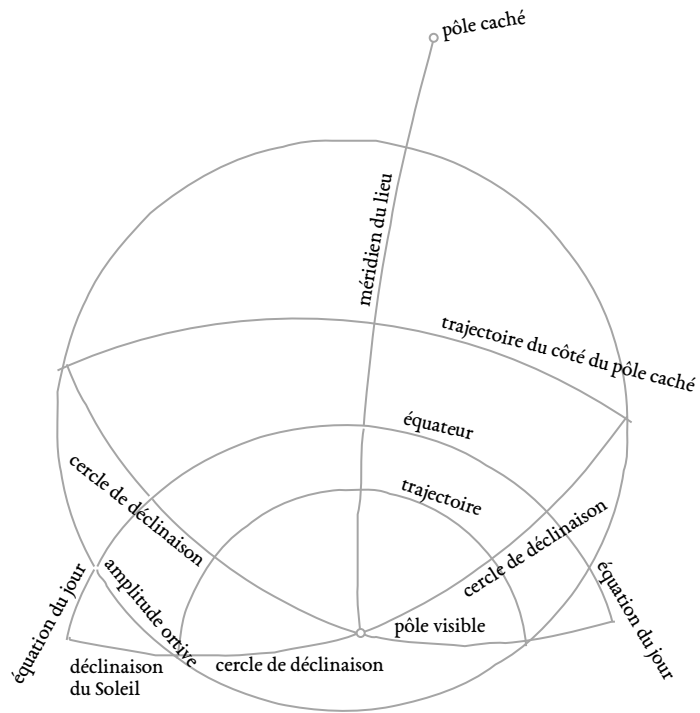 pôle caché
méridien du lieu
trajectoire du côté du pôle caché
équateur
cercle de déclinaison
trajectoire
cercle de déclinaison
équation du jour
amplitude ortive
équation du jour
pôle visible
déclinaison
du Soleil
cercle de déclinaison